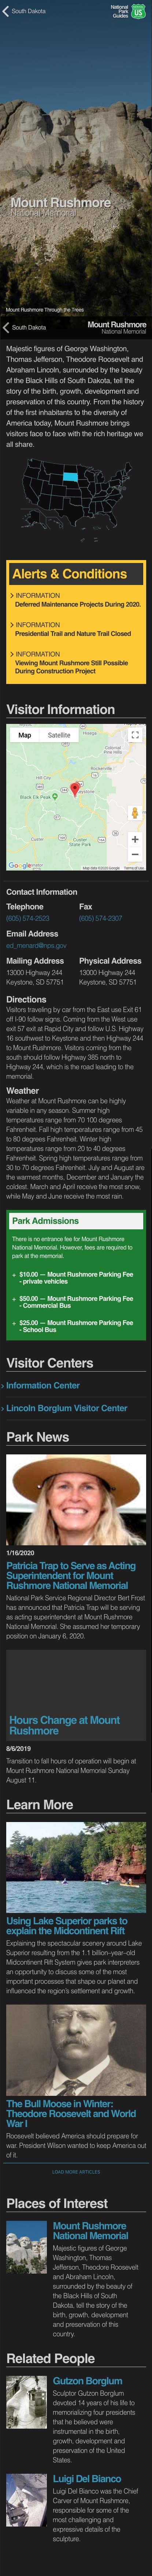 South Dakota
National
Park
Guides
US
Mount Rushmore
National Memorial
Mount Rushmore Through the Trees
South Dakota
Mount Rushmore
National Memorial
Majestic figures of George Washington,
Thomas Jefferson, Theodore Roosevelt and
Abraham Lincoln, surrounded by the beauty
of the Black Hills of South Dakota, tell the
story of the birth, growth, development and
preservation of this country. From the history
of the first inhabitants to the diversity of
America today, Mount Rushmore brings
visitors face to face with the rich heritage we
all share.
Alerts & Conditions
INFORMATION
Deferred Maintenance Projects During 2020.
INFORMATION
Presidential Trail and Nature Trail Closed
INFORMATION
Viewing Mount Rushmore Still Possible
During Construction Project
Visitor Information
Map
Satellite
Hill City
Black Elk Peak
Keystone
Custer
Custer
State Park
Google
Terms of Use
Contact Information
Telephone
Fax
(605) 574-2523
(605) 574-2307
Email Address
ed_menard@nps.gov
Mailing Address
Physical Address
13000 Highway 244
13000 Highway 244
Keystone, SD 57751
Keystone, SD 57751
Directions
Visitors traveling by car from the East use Exit 61
off I-90 follow signs. Coming from the West use
exit 57 exit into Rapid City and follow U.S. Highway
16 southwest to Keystone and then Highway 244
to Mount Rushmore. Visitors coming from the
south should follow Highway 385 north to
Highway 244, which is the road leading to the
memorial.
Weather
Weather at Mount Rushmore can be highly
variable in any season. Summer high
temperatures range from 70 100 degrees
Fahrenheit. Fall high temperatures range from 45
to 80 degrees Fahrenheit. Winter high
temperatures range from 20 to 40 degrees
Fahrenheit. Spring high temperatures range from
30 to 70 degrees Fahrenheit. July and August are
the warmest months, December and January the
coldest. March and April receive the most snow,
while May and June receive the most rain.
Park Admissions
There is no entrance fee for Mount Rushmore
National Memorial. However, fees are required to
park at the memorial.
+ $10.00 — Mount Rushmore Parking Fee
- private vehicles
+ $50.00 — Mount Rushmore Parking Fee
- Commercial Bus
+ $25.00 — Mount Rushmore Parking Fee
- School Bus
Visitor Centers
Information Center
Lincoln Borglum Visitor Center
Park News
1/16/2020
Patricia Trap to Serve as Acting
Superintendent for Mount
Rushmore National Memorial
National Park Service Regional Director Bert Frost
has announced that Patricia Trap will be serving
as acting superintendent at Mount Rushmore
National Memorial. She assumed her temporary
position on January 6, 2020.
Hours Change at Mount
Rushmore
8/6/2019
Transition to fall hours of operation will begin at
Mount Rushmore National Memorial Sunday
August 11.
Learn More
Using Lake Superior parks to
explain the Midcontinent Rift
Explaining the spectacular scenery around Lake
Superior resulting from the 1.1 billion-year-old
Midcontinent Rift System gives park interpreters
an opportunity to discuss some of the most
important processes that shape our planet and
influenced the region's settlement and growth.
The Bull Moose in Winter:
Theodore Roosevelt and World
War I
Roosevelt believed America should prepare for
war. President Wilson wanted to keep America out
of it.
LOAD MORE ARTICLES
Places of Interest
Mount Rushmore
National Memorial
Majestic figures of George
Washington, Thomas
Jefferson, Theodore Roosevelt
and Abraham Lincoln,
surrounded by the beauty of
the Black Hills of South
Dakota, tell the story of the
birth, growth, development
and preservation of this
country.
Related People
Gutzon Borglum
Sculptor Gutzon Borglum
devoted 14 years of his life to
memorializing four presidents
that he believed were
instrumental in the birth,
growth, development and
preservation of the United
States.
Luigi Del Bianco
Luigi Del Bianco was the Chief
Carver of Mount Rushmore,
responsible for some of the
most challenging and
expressive details of the
sculpture.